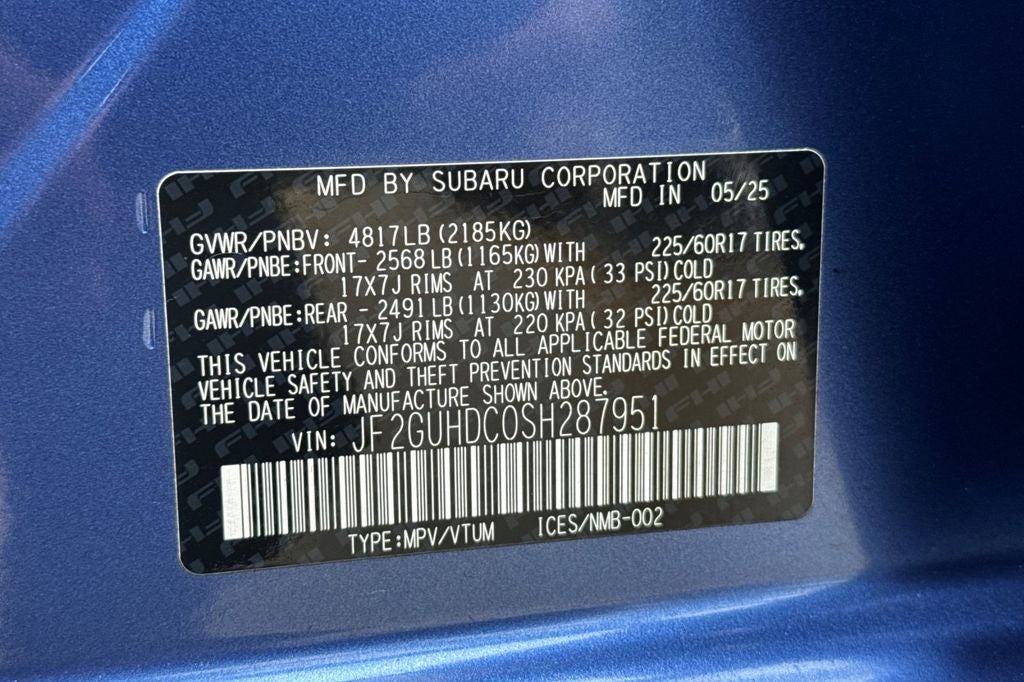 MFD BY SUBARU CORPORATION
MFD IN 05/25
GVWR/PNBV: 4817LB (2185KG)
GAWR/PNBE:FRONT- 2568LB (1165KG)WITH 225/60R17 TIRES.
17X7J RIMS AT 230 KPA( 33 PSI)COLD
GAWR/PNBE:REAR - 2491LB (1130KG)WITH 225/60R17 TIRES.
17X7J RIMS AT 220 KPA( 32 PSI)COLD
THIS VEHICLE CONFORMS TO ALL APPLICABLE FEDERAL MOTOR
VEHICLE SAFETY AND THEFT PREVENTION STANDARDS IN EFFECT ON
THE DATE OF MANUFACTURE SHOWN ABOVE.
VIN: JF2GUHDC0SH287951
TYPE:MPV/VTUM ICES/NMB-002